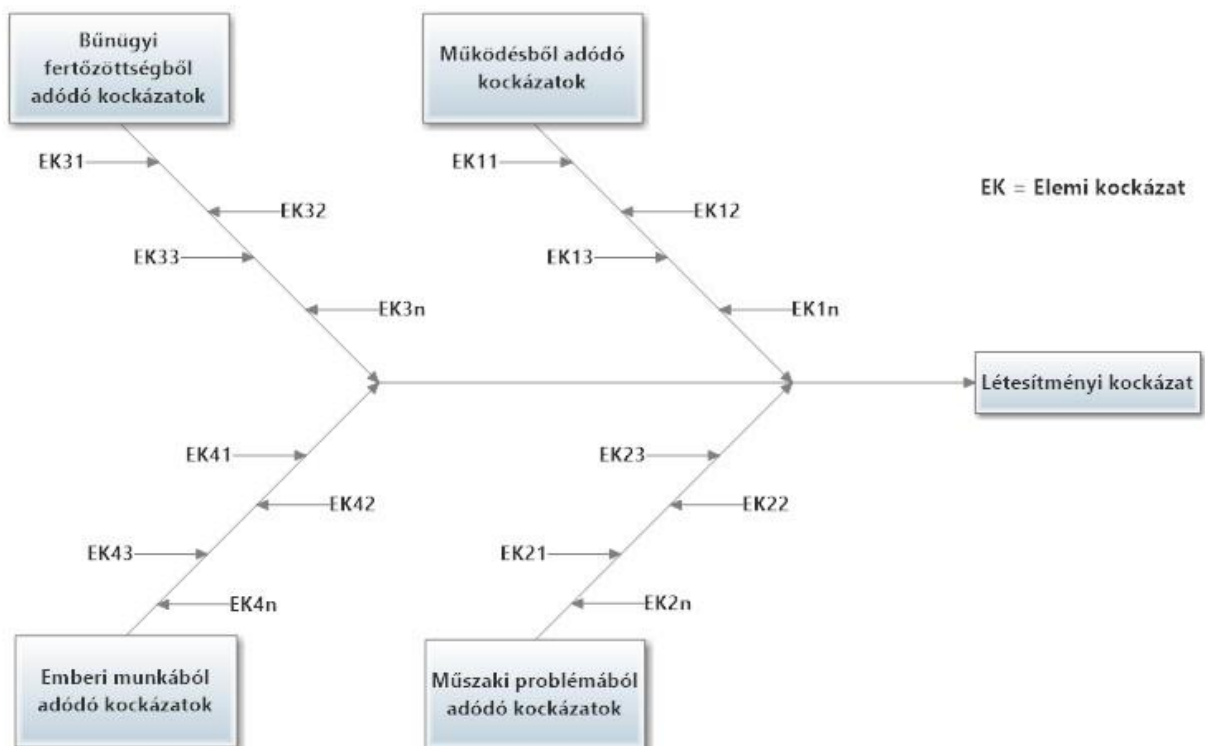 Bűnügyi
fertőzöttségből
adódó kockázatok
Működésből adódó
kockázatok
EK31
EK11
EK = Elemi kockázat
EK32
EK12
EK33
EK13
EK3n
EK1n
Létesítményi kockázat
EK41
EK23
EK42
EK22
EK43
EK21
EK4n
EK2n
Emberi munkából
adódó kockázatok
Műszaki problémából
adódó kockázatok